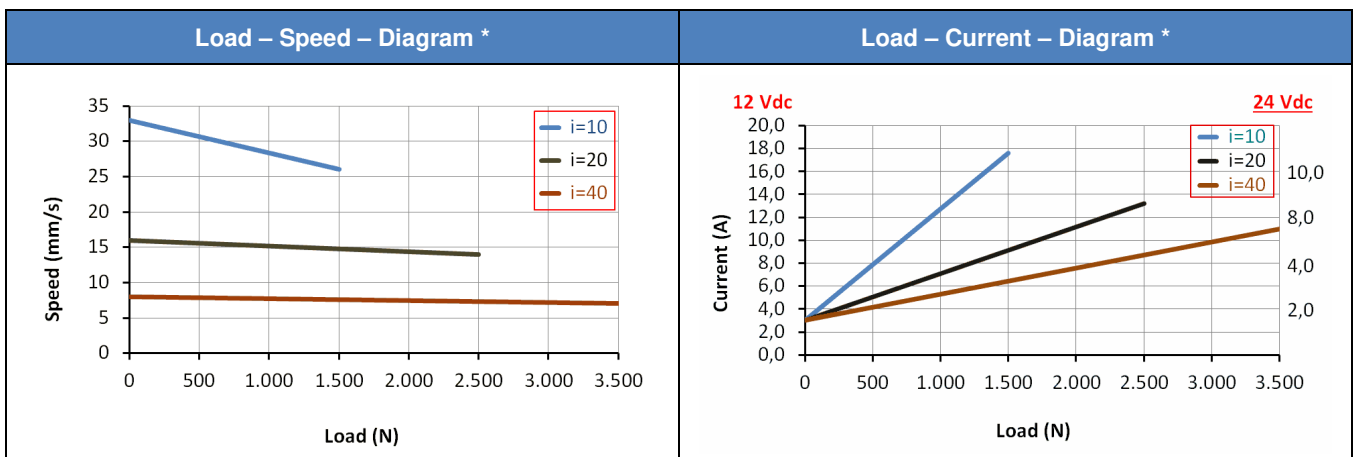 Load – Speed – Diagram *
35
30
25
20
15
10
5
0
Speed (mm/s)
i=10
i=20
i=40
0 500 1.000 1.500 2.000 2.500 3.000 3.500
Load (N)
Load – Current – Diagram *
12 Vdc
24 Vdc
20,0
18,0
16,0
14,0
12,0
10,0
8,0
6,0
4,0
2,0
0,0
Current (A)
i=10
i=20
i=40
10,0
8,0
4,0
2,0
0 500 1.000 1.500 2.000 2.500 3.000 3.500
Load (N)